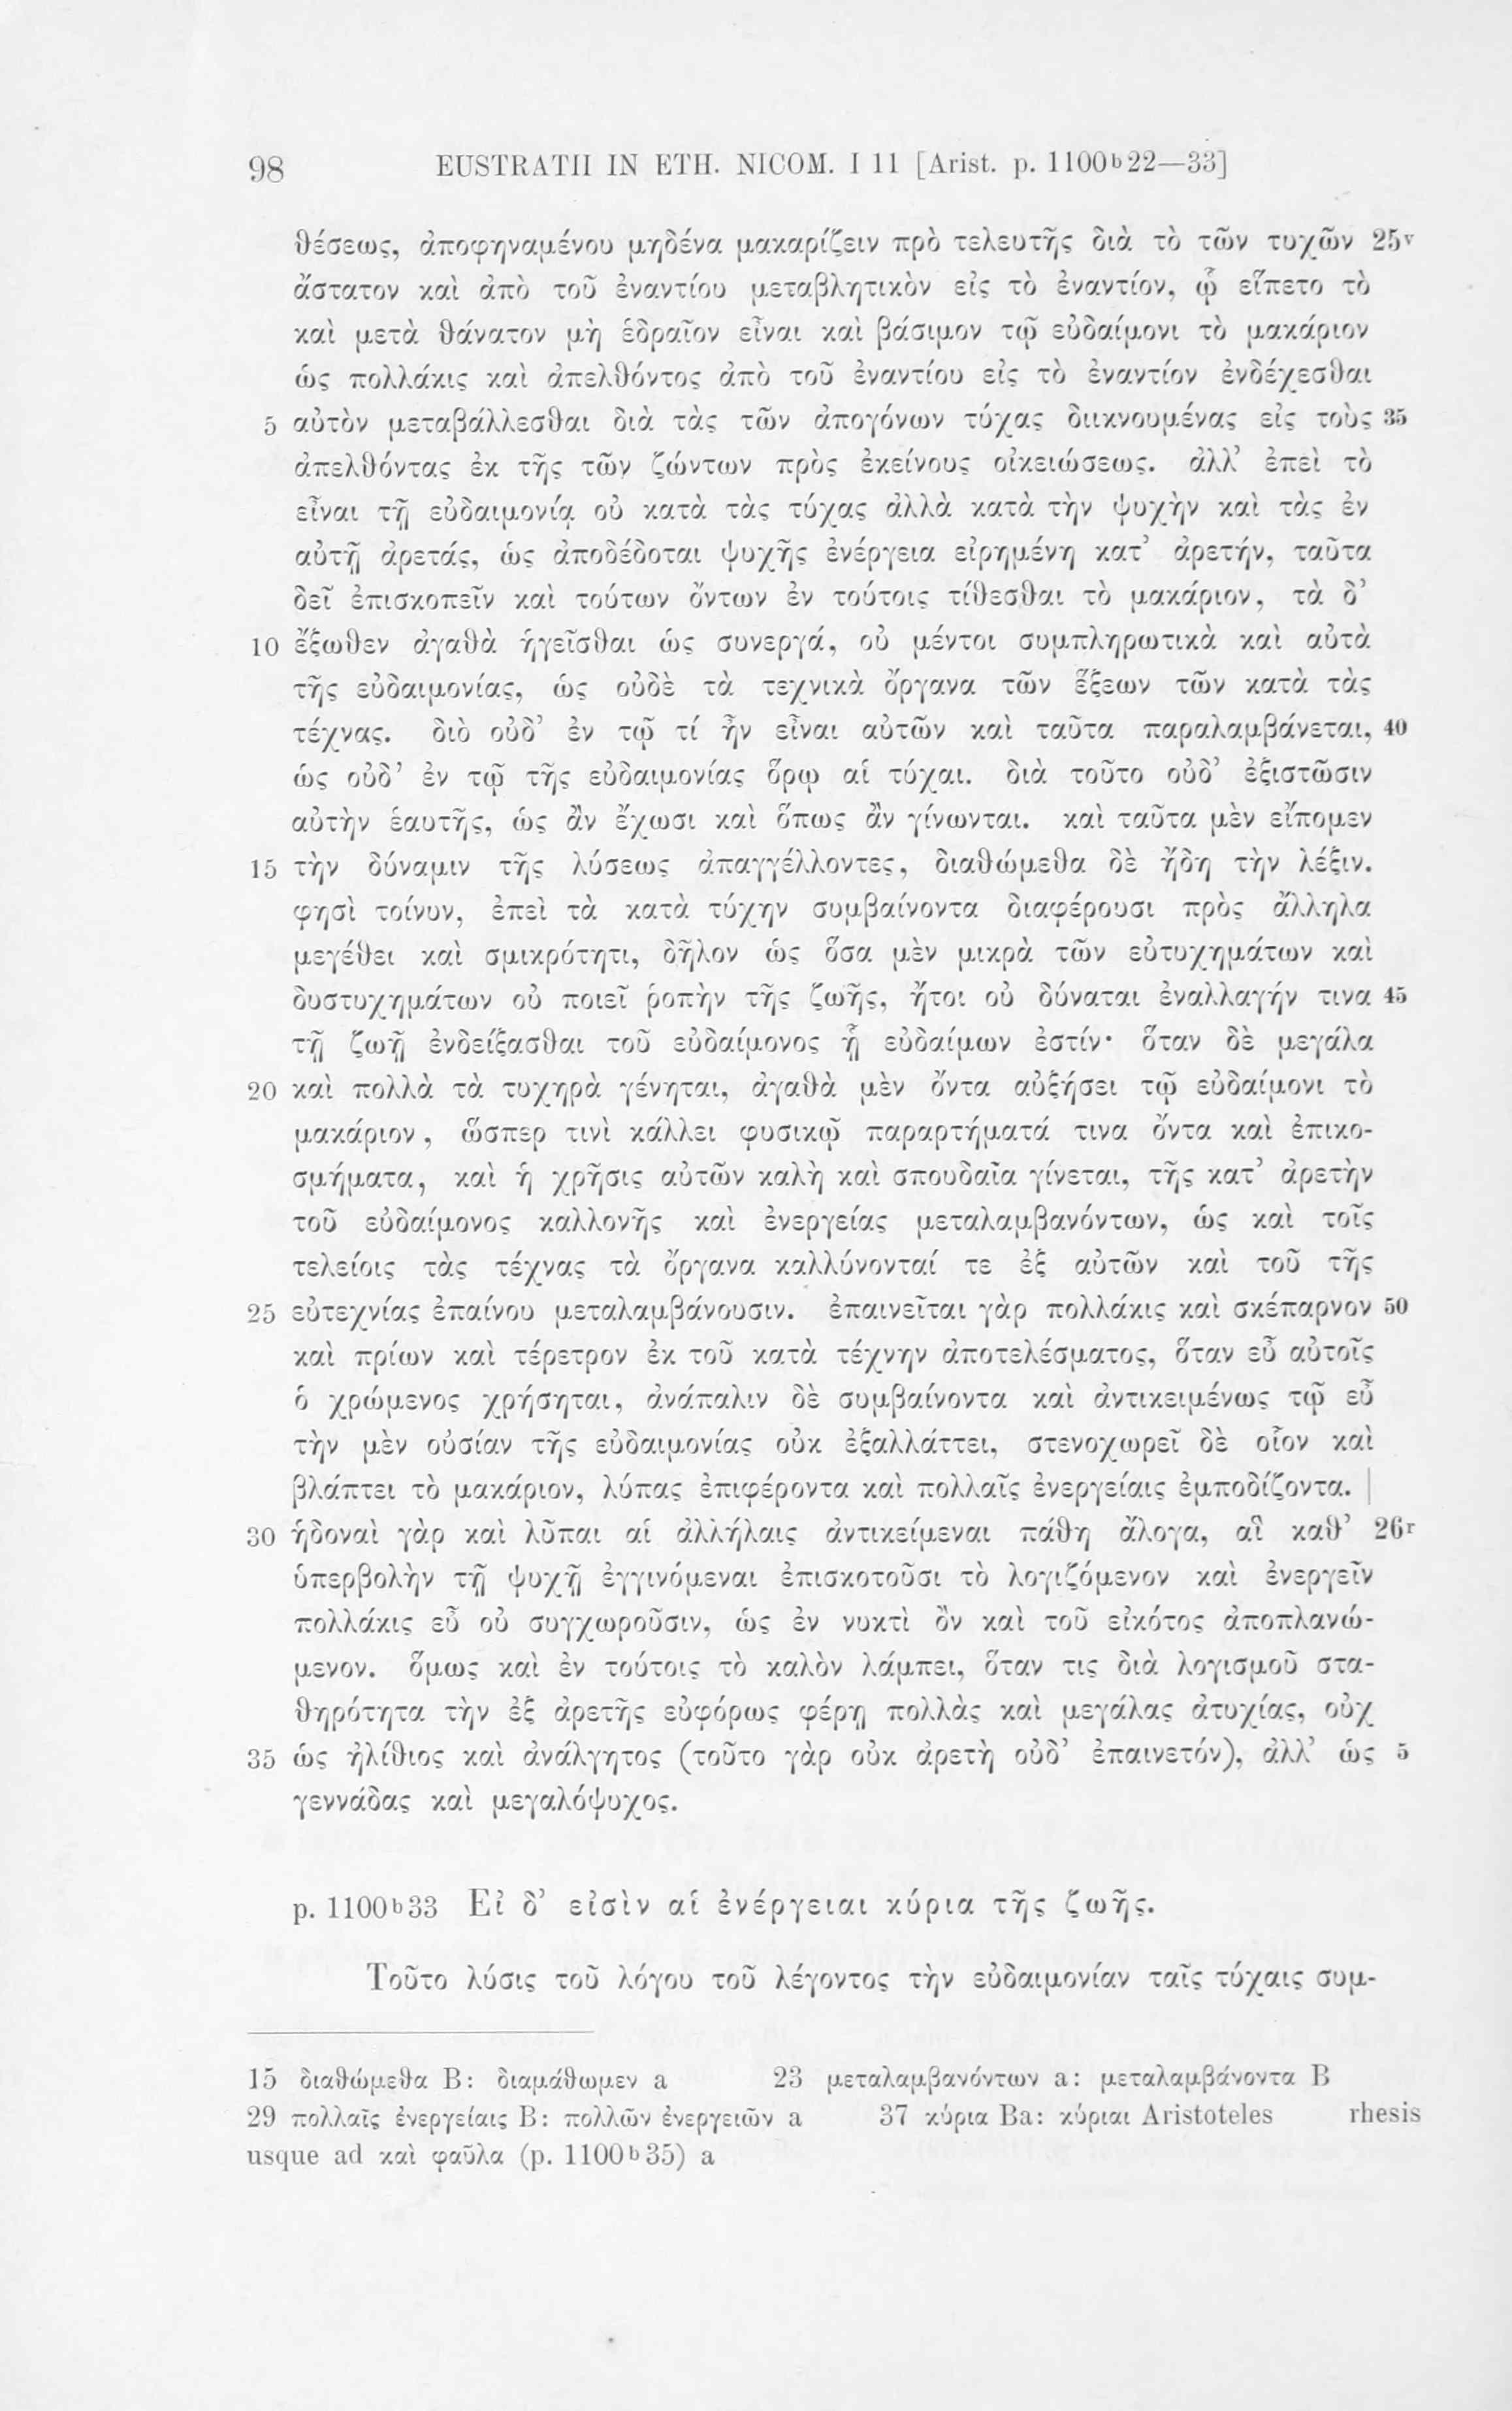 98 EUSTRATII IN ETH. NICOM. I 11 [Arist. p. 1100ᵇ22—33]
θέσεως, ἀποφηναμένου μηδένα μακαρίζειν πρὸ τελευτῆς διὰ τὸ τῶν τυχῶν 25ᵛ
ἄστατον καὶ ἀπὸ τοῦ ἐναντίου μεταβλητικὸν εἰς τὸ ἐναντίον, ᾧ εἵπετο τὸ
καὶ μετὰ θάνατον μὴ ἑδραῖον εἶναι καὶ βάσιμον τῷ εὐδαίμονι τὸ μακάριον
ὡς πολλάκις καὶ ἀπελθόντος ἀπὸ τοῦ ἐναντίου εἰς τὸ ἐναντίον ἐνδέχεσθαι
5 αὐτὸν μεταβάλλεσθαι διὰ τὰς τῶν ἀπογόνων τύχας διικνουμένας εἰς τοὺς 35
ἀπελθόντας ἐκ τῆς τῶν ζώντων πρὸς ἐκείνους οἰκειώσεως. ἀλλ’ ἐπεὶ τὸ
εἶναι τῇ εὐδαιμονίᾳ οὐ κατὰ τὰς τύχας ἀλλὰ κατὰ τὴν ψυχὴν καὶ τὰς ἐν
αὐτῇ ἀρετάς, ὡς ἀποδέδοται ψυχῆς ἐνέργεια εἰρημένη κατ’ ἀρετήν, ταῦτα
δεῖ ἐπισκοπεῖν καὶ τούτων ὄντων ἐν τούτοις τίθεσθαι τὸ μακάριον, τὰ δ’
10 ἔξωθεν ἀγαθὰ ἡγεῖσθαι ὡς συνεργά, οὐ μέντοι συμπληρωτικὰ καὶ αὐτὰ
τῆς εὐδαιμονίας, ὡς οὐδὲ τὰ τεχνικὰ ὄργανα τῶν ἕξεων τῶν κατὰ τὰς
τέχνας. διὸ οὐδ’ ἐν τῷ τί ἦν εἶναι αὐτῶν καὶ ταῦτα παραλαμβάνεται, 40
ὡς οὐδ’ ἐν τῷ τῆς εὐδαιμονίας ὅρῳ αἱ τύχαι. διὰ τοῦτο οὐδ’ ἐξιστῶσιν
αὐτὴν ἑαυτῆς, ὡς ἂν ἔχωσι καὶ ὅπως ἂν γίνωνται. καὶ ταῦτα μὲν εἴπομεν
15 τὴν δύναμιν τῆς λύσεως ἀπαγγέλλοντες, διαθώμεθα δὲ ἤδη τὴν λέξιν.
φησὶ τοίνυν, ἐπεὶ τὰ κατὰ τύχην συμβαίνοντα διαφέρουσι πρὸς ἄλληλα
μεγέθει καὶ σμικρότητι, δῆλον ὡς ὅσα μὲν μικρὰ τῶν εὐτυχημάτων καὶ
δυστυχημάτων οὐ ποιεῖ ῥοπὴν τῆς ζωῆς, ἤτοι οὐ δύναται ἐναλλαγήν τινα 45
τῇ ζωῇ ἐνδείξασθαι τοῦ εὐδαίμονος ᾗ εὐδαίμων ἐστίν· ὅταν δὲ μεγάλα
20 καὶ πολλὰ τὰ τυχηρὰ γένηται, ἀγαθὰ μὲν ὄντα αὐξήσει τῷ εὐδαίμονι τὸ
μακάριον, ὥσπερ τινὶ κάλλει φυσικῷ παραρτήματά τινα ὄντα καὶ ἐπικο-
σμήματα, καὶ ἡ χρῆσις αὐτῶν καλὴ καὶ σπουδαῖα γίνεται, τῆς κατ’ ἀρετὴν
τοῦ εὐδαίμονος καλλονῆς καὶ ἐνεργείας μεταλαμβανόντων, ὡς καὶ τοῖς
τελείοις τὰς τέχνας τὰ ὄργανα καλλύνονταί τε ἐξ αὐτῶν καὶ τοῦ τῆς
25 εὐτεχνίας ἐπαίνου μεταλαμβάνουσιν. ἐπαινεῖται γὰρ πολλάκις καὶ σκέπαρνον 50
καὶ πρίων καὶ τέρετρον ἐκ τοῦ κατὰ τέχνην ἀποτελέσματος, ὅταν εὖ αὐτοῖς
ὁ χρώμενος χρήσηται, ἀνάπαλιν δὲ συμβαίνοντα καὶ ἀντικειμένως τῷ εὖ
τὴν μὲν οὐσίαν τῆς εὐδαιμονίας οὐκ ἐξαλλάττει, στενοχωρεῖ δὲ οἷον καὶ
βλάπτει τὸ μακάριον, λύπας ἐπιφέροντα καὶ πολλαῖς ἐνεργείαις ἐμποδίζοντα. |
30 ἡδοναὶ γὰρ καὶ λῦπαι αἱ ἀλλήλαις ἀντικείμεναι πάθη ἄλογα, αἳ καθ’ 26ʳ
ὑπερβολὴν τῇ ψυχῇ ἐγγινόμεναι ἐπισκοτοῦσι τὸ λογιζόμενον καὶ ἐνεργεῖν
πολλάκις εὖ οὐ συγχωροῦσιν, ὡς ἐν νυκτὶ ὂν καὶ τοῦ εἰκότος ἀποπλανώ-
μενον. ὅμως καὶ ἐν τούτοις τὸ καλὸν λάμπει, ὅταν τις διὰ λογισμοῦ στα-
θηρότητα τὴν ἐξ ἀρετῆς εὐφόρως φέρῃ πολλὰς καὶ μεγάλας ἀτυχίας, οὐχ
35 ὡς ἠλίθιος καὶ ἀνάλγητος (τοῦτο γὰρ οὐκ ἀρετὴ οὐδ’ ἐπαινετόν), ἀλλ’ ὡς 5
γεννάδας καὶ μεγαλόψυχος.
p. 1100ᵇ33 Εἰ δ’ εἰσὶν αἱ ἐνέργειαι κύρια τῆς ζωῆς.
Τοῦτο λύσις τοῦ λόγου τοῦ λέγοντος τὴν εὐδαιμονίαν ταῖς τύχαις συμ-
15 διαθώμεθα B: διαμάθωμεν a 23 μεταλαμβανόντων a: μεταλαμβάνοντα B
29 πολλαῖς ἐνεργείαις B: πολλῶν ἐνεργειῶν a 37 κύρια Ba: κύριαι Aristoteles rhesis
usque ad καὶ φαῦλα (p. 1100ᵇ35) a